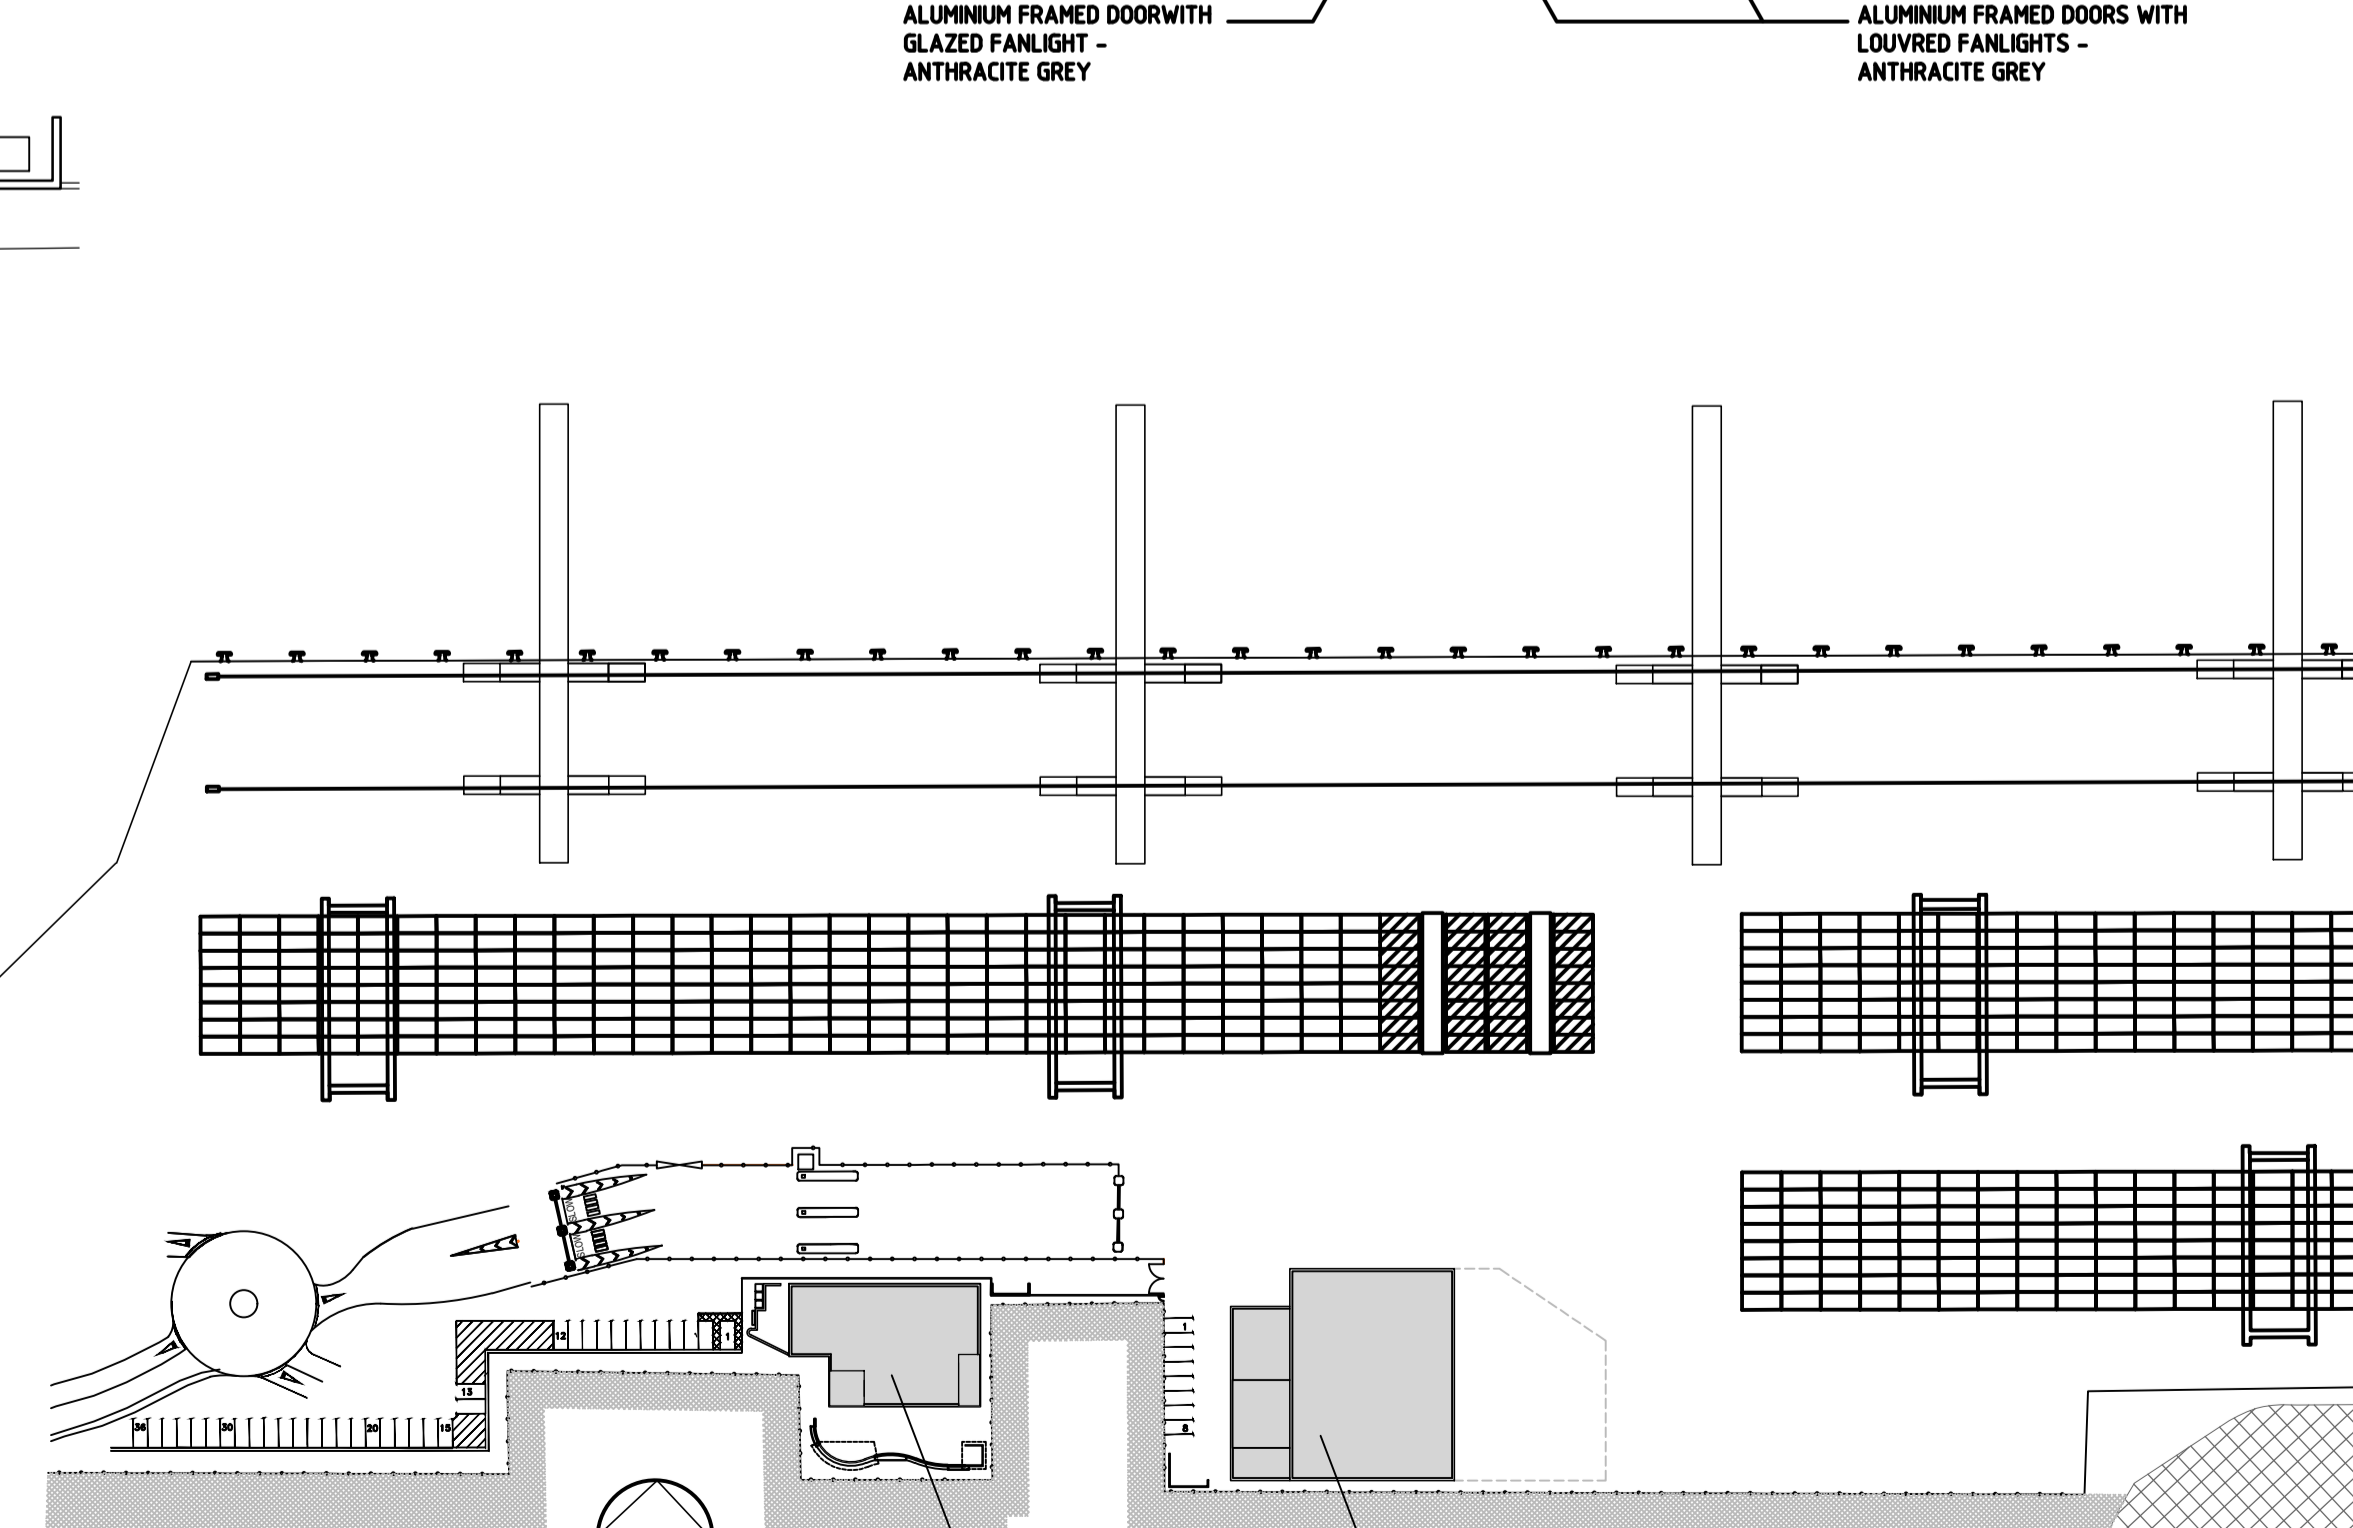 ALUMINIUM FRAMED DOORWITH
GLAZED FANLIGHT -
ANTHRACITE GREY
ALUMINIUM FRAMED DOORS WITH
LOUVRED FANLIGHTS -
ANTHRACITE GREY
SLOW
SLOW
12
1
1
13
36
30
20
15
8